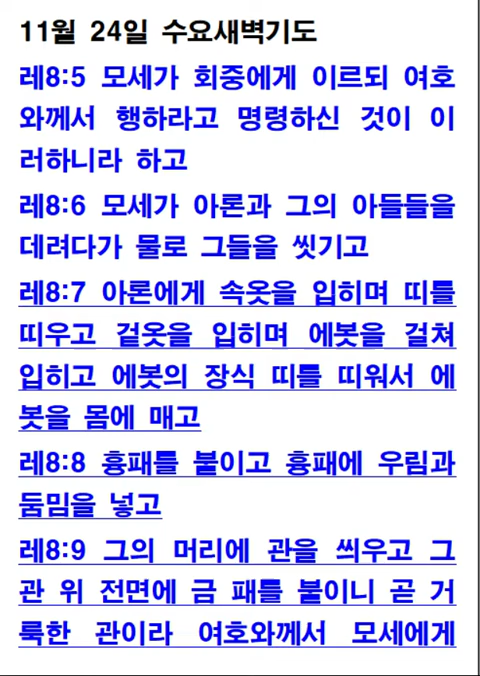 11월 24일 수요새벽기도
레8:5 모세가 회중에게 이르되 여호
와께서 행하라고 명령하신 것이 이
러하니라 하고
레8:6 모세가 아론과 그의 아들들을
데려다가 물로 그들을 씻기고
레8:7 아론에게 속옷을 입히며 띠를
띠우고 겉옷을 입히며 에봇을 걸쳐
입히고 에봇의 장식 띠를 띠워서 에
봇을 몸에 매고
레8:8 흉패를 붙이고 흉패에 우림과
둠밈을 넣고
레8:9 그의 머리에 관을 씌우고 그
관 위 전면에 금 패를 붙이니 곧 거
룩한 관이라 여호와께서 모세에게